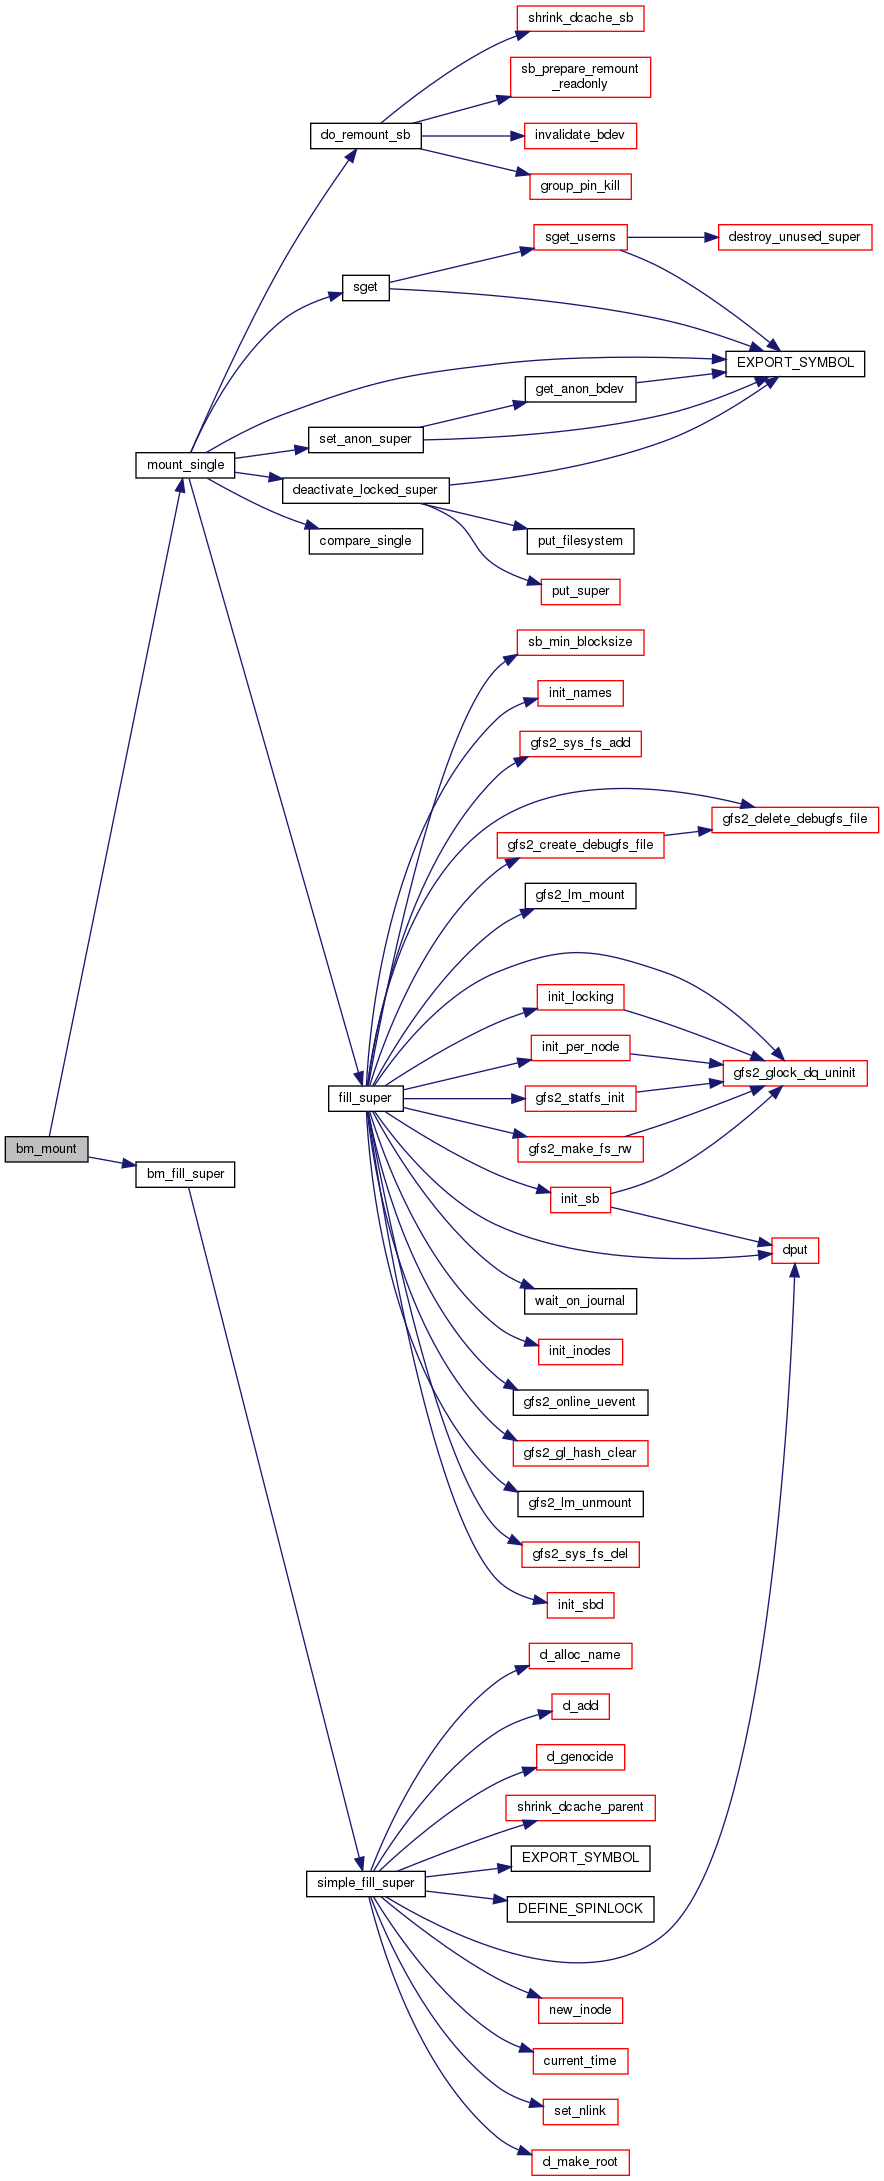 shrink_dcache_sb
sb_prepare_remount
_readonly
do_remount_sb
invalidate_bdev
group_pin_kill
sget_userns
destroy_unused_super
sget
EXPORT_SYMBOL
get_anon_bdev
set_anon_super
mount_single
deactivate_locked_super
compare_single
put_filesystem
put_super
sb_min_blocksize
init_names
gfs2_sys_fs_add
gfs2_delete_debugfs_file
gfs2_create_debugfs_file
gfs2_lm_mount
init_locking
init_per_node
gfs2_glock_dq_uninit
fill_super
gfs2_statfs_init
bm_mount
gfs2_make_fs_rw
bm_fill_super
init_sb
dput
wait_on_journal
init_inodes
gfs2_online_uevent
gfs2_gl_hash_clear
gfs2_lm_unmount
gfs2_sys_fs_del
init_sbd
d_alloc_name
d_add
d_genocide
shrink_dcache_parent
EXPORT_SYMBOL
simple_fill_super
DEFINE_SPINLOCK
new_inode
current_time
set_nlink
d_make_root